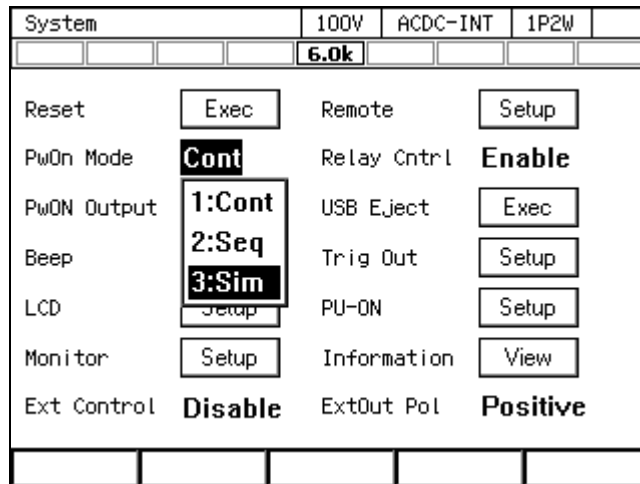 System 100V ACDC-INT 1P2W
6.0k
Reset Exec Remote Setup
PwOn Mode Cont Relay Cntrl Enable
PwON Output 1:Cont USB Eject Exec
2:Seq
Beep Trig Out Setup
3:Sim
LCD Setup PU-ON Setup
Monitor Setup Information View
Ext Control Disable ExtOut Pol Positive